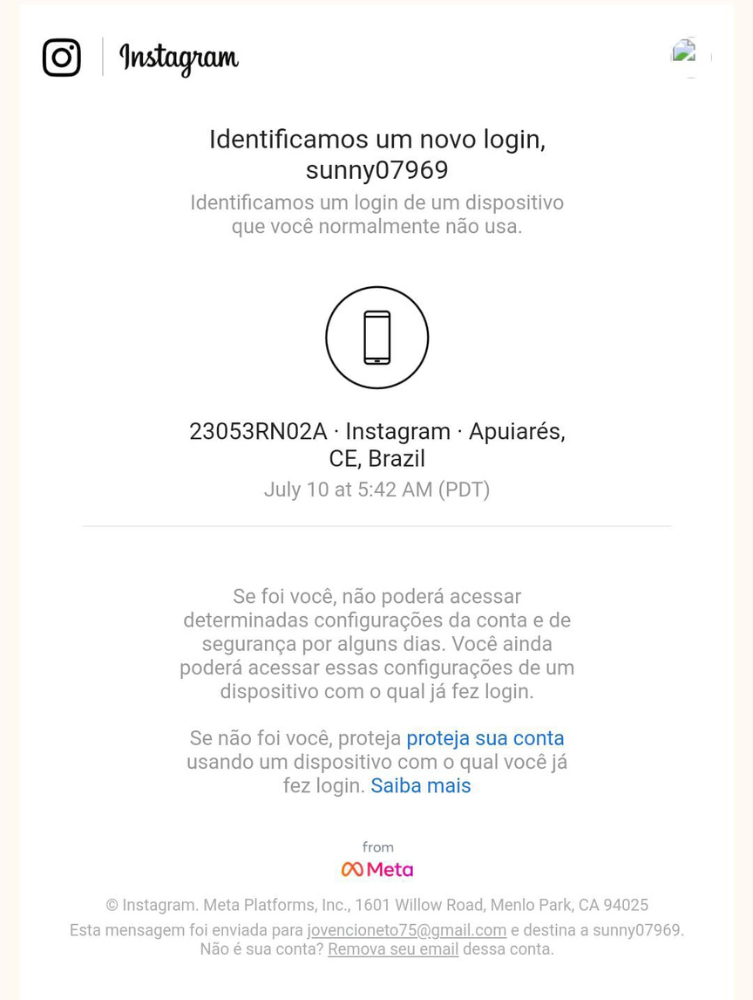 Instagram
Identificamos um novo login,
sunny07969
Identificamos um login de um dispositivo
que você normalmente não usa.
23053RN02A · Instagram · Apuiarés,
CE, Brazil
July 10 at 5:42 AM (PDT)
Se foi você, não poderá acessar
determinadas configurações da conta e de
segurança por alguns dias. Você ainda
poderá acessar essas configurações de um
dispositivo com o qual já fez login.
Se não foi você, proteja proteja sua conta
usando um dispositivo com o qual você já
fez login. Saiba mais
from
Meta
© Instagram. Meta Platforms, Inc., 1601 Willow Road, Menlo Park, CA 94025
Esta mensagem foi enviada para jovencioneto75@gmail.com e destina a sunny07969.
Não é sua conta? Remova seu email dessa conta.